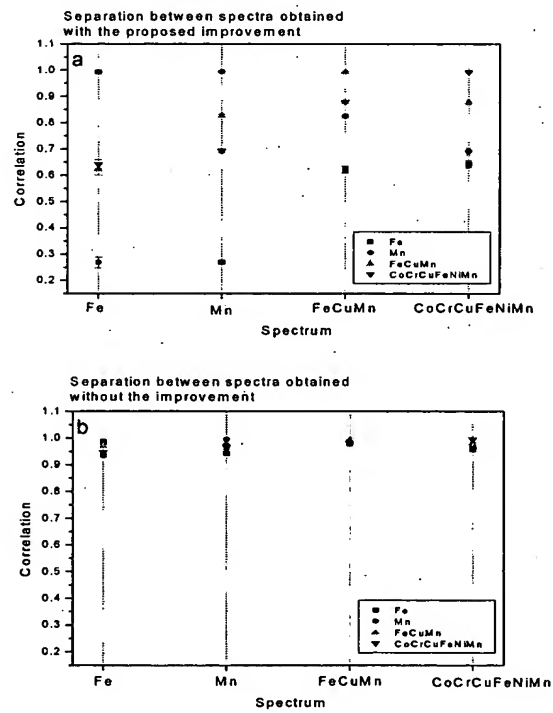 Separation between spectra obtained
with the proposed improvement
a
1.1
1.0
0.9
0.8
0.7
0.6
0.5
0.4
0.3
0.2
Correlation
Fe
Mn
FeCuMn
CoCrCuFeNiMn
Fe Mn FeCuMn CoCrCuFeNiMn
Spectrum
Separation between spectra obtained
without the improvement
b
1.1
1.0
0.9
0.8
0.7
0.6
0.5
0.4
0.3
0.2
Correlation
Fe
Mn
FeCuMn
CoCrCuFeNiMn
Fe Mn FeCuMn CoCrCuFeNiMn
Spectrum